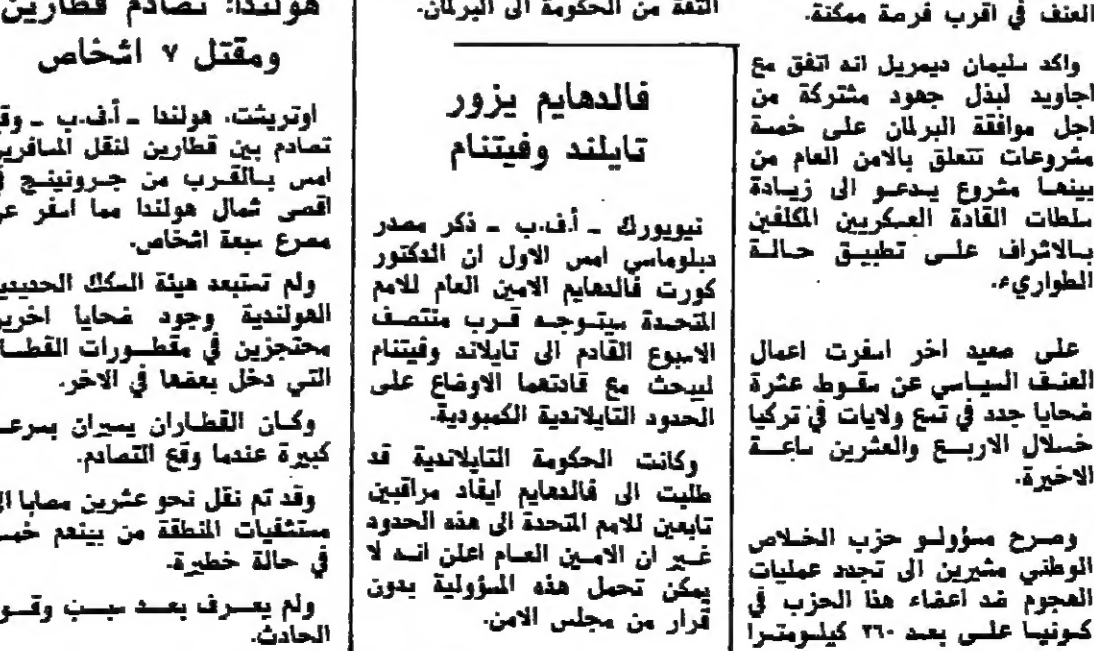 العنف في اقرب فرصة ممكنة.
واكد سليمان ديمريل انه اتفق مع
اجاويد لبذل جهود مشتركة من
اجل موافقة البرلمان على خمسة
مشروعات تتعلق بالامن العام من
بينها مشروع يدعو الى زيادة
سلطات القادة العسكريين المكلفين
بالاشراف على تطبيق حالة
الطواريء.
على صعيد اخر اسفرت اعمال
العنف السياسي عن سقوط عشرة
ضحايا جدد في تسع ولايات في تركيا
خلال الاربع والعشرين ساعة
الاخيرة.
وصرح مسؤولو حزب الخلاص
الوطني مشيرين الى تجدد عمليات
الهجوم ضد اعضاء هذا الحزب في
كونيا على بعد ٢٦٠ كيلومترا
الثقة من الحكومة الى البرلمان.
فالدهايم يزور
تايلند وفيتنام
نيويورك ـ أ.ف.ب ـ ذكر مصدر
دبلوماسي امس الاول ان الدكتور
كورت فالدهايم الامين العام للامم
المتحدة سيتوجه قرب منتصف
الاسبوع القادم الى تايلاند وفيتنام
ليبحث مع قادتهما الاوضاع على
الحدود التايلاندية الكمبودية.
وكانت الحكومة التايلاندية قد
طلبت الى فالدهايم ايفاد مراقبين
تابعين للامم المتحدة الى هذه الحدود
غير ان الامين العام اعلن انه لا
يمكن تحمل هذه المسؤولية بدون
قرار من مجلس الامن.
هولندا: تصادم قطارين
ومقتل ٧ اشخاص
اوتريشت، هولندا ـ أ.ف.ب ـ وقع
تصادم بين قطارين لنقل المسافرين
امس بالقرب من جرونينج في
اقصى شمال هولندا مما اسفر عن
مصرع سبعة اشخاص.
ولم تستبعد هيئة السكك الحديدية
الهولندية وجود ضحايا اخرين
محتجزين في مقطورات القطار
التي دخل بعضها في الاخر.
وكان القطاران يسيران بسرعة
كبيرة عندما وقع التصادم.
وقد تم نقل نحو عشرين مصابا الى
مستشفيات المنطقة من بينهم خمسة
في حالة خطيرة.
ولم يعرف بعد سبب وقوع
الحادث.